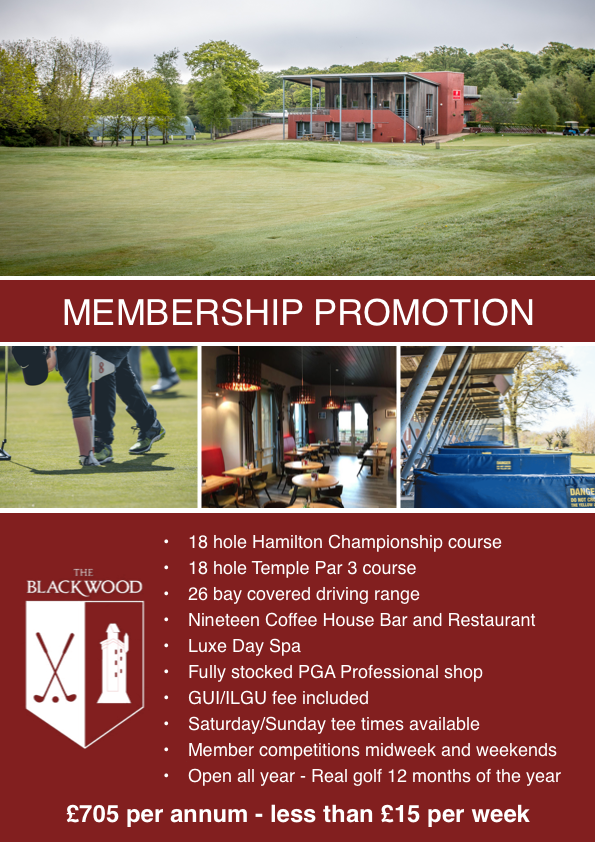 MEMBERSHIP PROMOTION
8
DANGER
THE
BLACKWOOD
• 18 hole Hamilton Championship course
• 18 hole Temple Par 3 course
• 26 bay covered driving range
• Nineteen Coffee House Bar and Restaurant
• Luxe Day Spa
• Fully stocked PGA Professional shop
• GUI/ILGU fee included
• Saturday/Sunday tee times available
• Member competitions midweek and weekends
• Open all year - Real golf 12 months of the year
£705 per annum - less than £15 per week